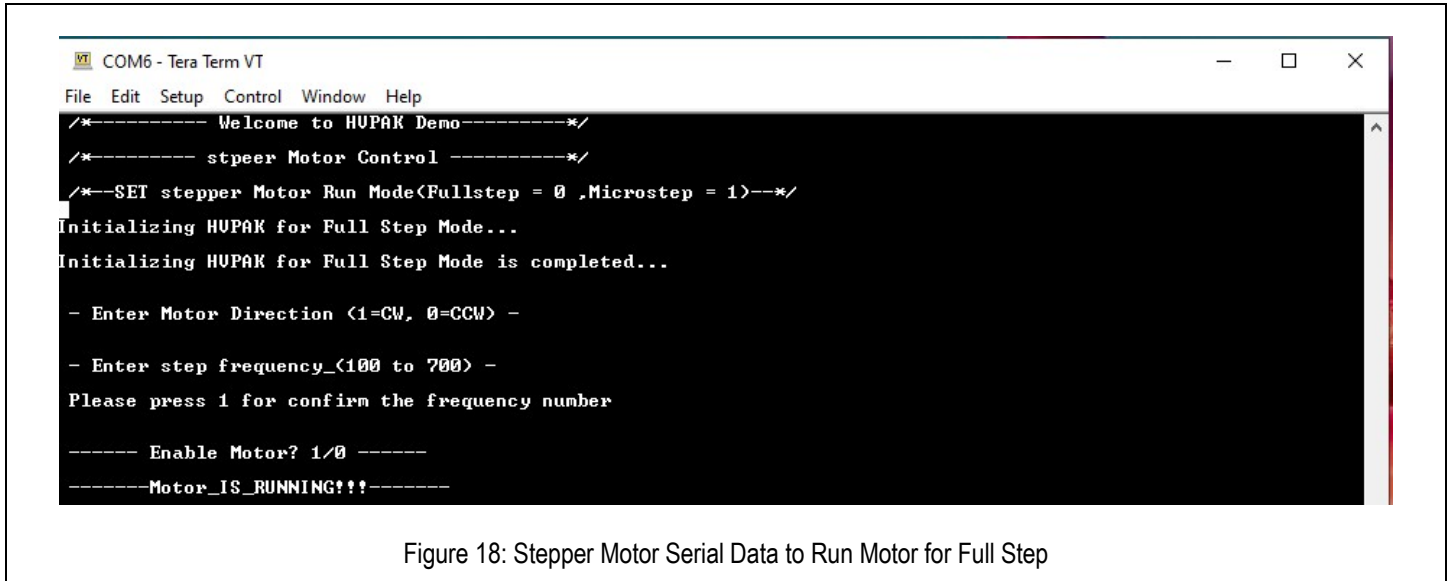 COM6 - Tera Term VT
File Edit Setup Control Window Help
/*---------- Welcome to HVPAK Demo---------*/
/*--------- stpeer Motor Control ----------*/
/*--SET stepper Motor Run Mode(Fullstep = 0 ,Microstep = 1)--*/
Initializing HVPAK for Full Step Mode...
Initializing HVPAK for Full Step Mode is completed...
- Enter Motor Direction (1=CW, 0=CCW) -
- Enter step frequency_(100 to 700) -
Please press 1 for confirm the frequency number
------ Enable Motor? 1/0 ------
-------Motor_IS_RUNNING!!!-------
Figure 18: Stepper Motor Serial Data to Run Motor for Full Step